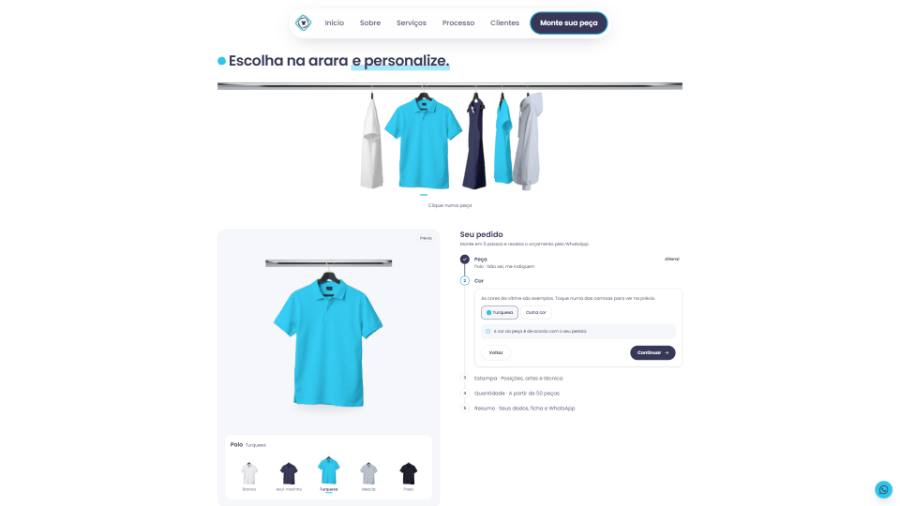 Início Sobre Serviços Processo Clientes Monte sua peça
Escolha na arara e personalize.
Clique numa peça
Prévia
Polo Turquesa
Branco Azul marinho Turquesa Mescla Preto
Seu pedido
Monte em 5 passos e receba o orçamento pelo WhatsApp.
Peça
Polo · Não sei, me indiquem
Alterar
2 Cor
As cores da vitrine são exemplos. Toque numa das camisas para ver na prévia.
Turquesa Outra cor
A cor da peça é de acordo com o seu pedido.
Voltar Continuar →
3 Estampa · Posições, artes e técnica
4 Quantidade · A partir de 50 peças
5 Resumo · Seus dados, ficha e WhatsApp